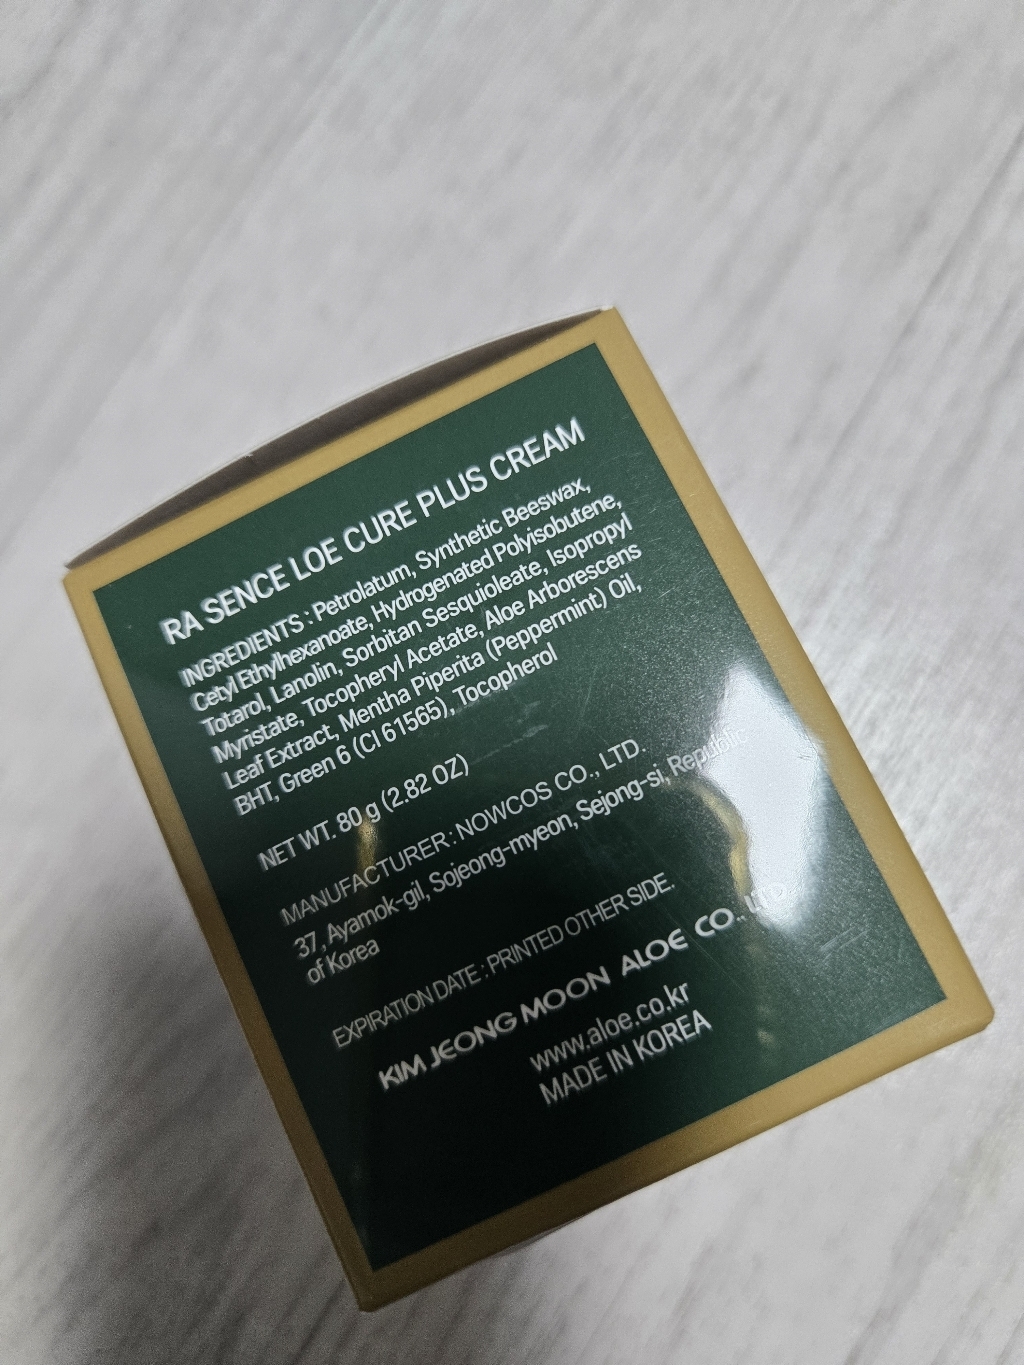 RA SENCE LOE CURE PLUS CREAM
INGREDIENTS : Petrolatum, Synthetic Beeswax,
Cetyl Ethylhexanoate, Hydrogenated Polyisobutene,
Totarol, Lanolin, Sorbitan Sesquioleate, Isopropyl
Myristate, Tocopheryl Acetate, Aloe Arborescens
Leaf Extract, Mentha Piperita (Peppermint) Oil,
BHT, Green 6 (CI 61565), Tocopherol
NET WT. 80 g (2.82 OZ)
MANUFACTURER : NOWCOS CO., LTD.
37, Ayamok-gil, Sojeong-myeon, Sejong-si, Republic
of Korea
EXPIRATION DATE : PRINTED OTHER SIDE.
KIM JEONG MOON ALOE CO., LTD.
www.aloe.co.kr
MADE IN KOREA